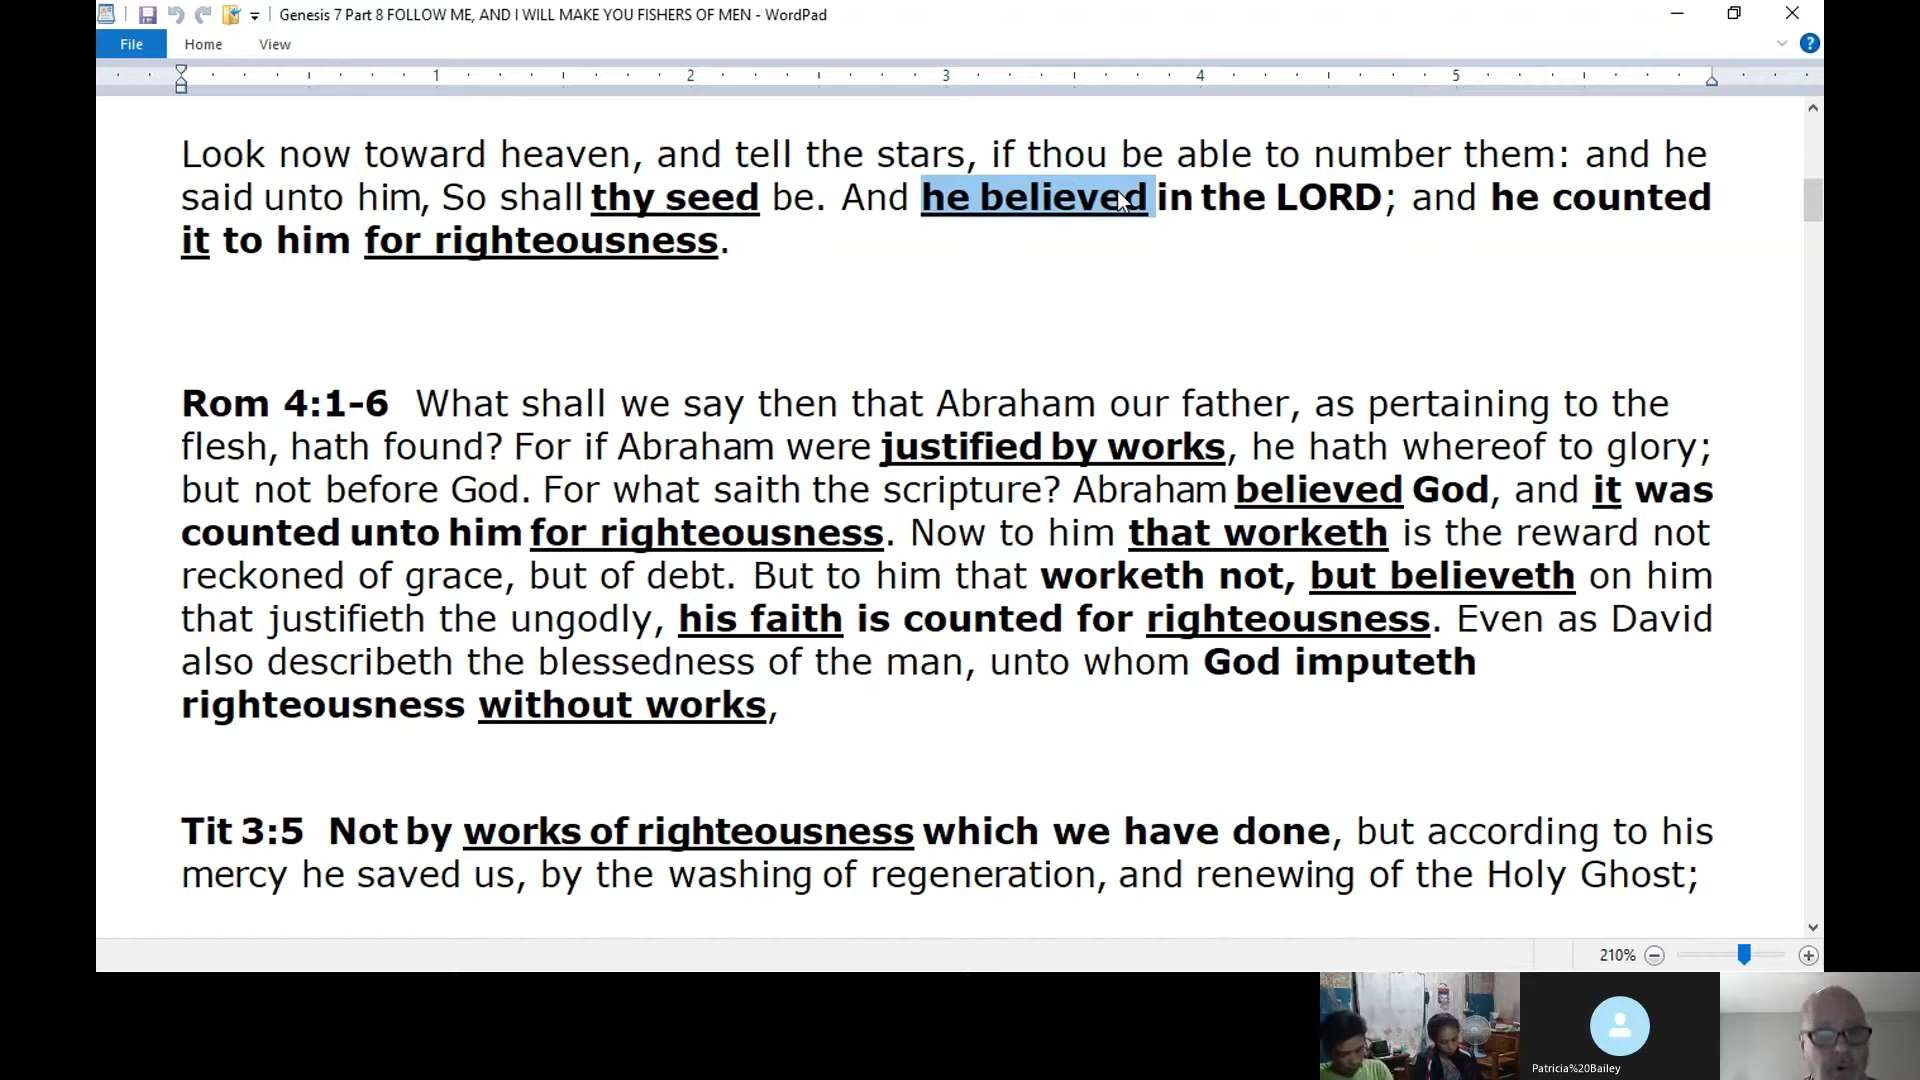 Genesis 7 Part 8 FOLLOW ME, AND I WILL MAKE YOU FISHERS OF MEN - WordPad
File Home View
1 2 3 4 5
Look now toward heaven, and tell the stars, if thou be able to number them: and he
said unto him, So shall thy seed be. And he believed in the LORD; and he counted
it to him for righteousness.
Rom 4:1-6 What shall we say then that Abraham our father, as pertaining to the
flesh, hath found? For if Abraham were justified by works, he hath whereof to glory;
but not before God. For what saith the scripture? Abraham believed God, and it was
counted unto him for righteousness. Now to him that worketh is the reward not
reckoned of grace, but of debt. But to him that worketh not, but believeth on him
that justifieth the ungodly, his faith is counted for righteousness. Even as David
also describeth the blessedness of the man, unto whom God imputeth
righteousness without works,
Tit 3:5 Not by works of righteousness which we have done, but according to his
mercy he saved us, by the washing of regeneration, and renewing of the Holy Ghost;
210%
Patricia%20Bailey